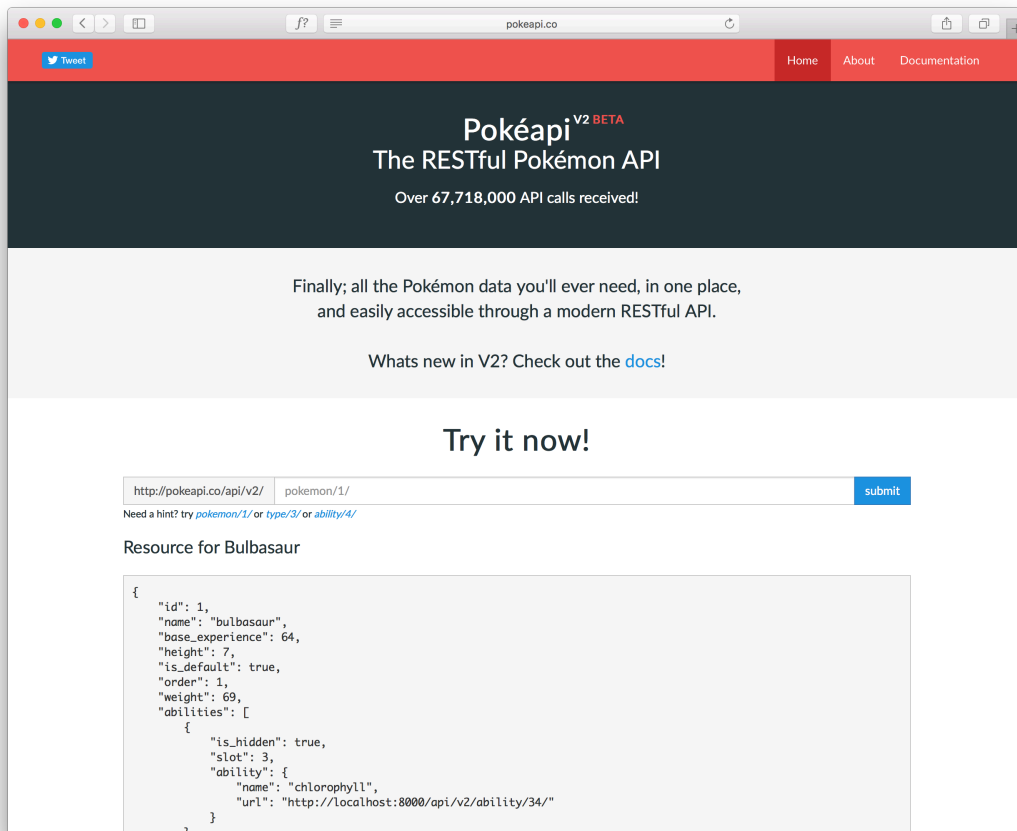 f?
pokeapi.co
Tweet
Home
About
Documentation
Pokéapi V2 BETA
The RESTful Pokémon API
Over 67,718,000 API calls received!
Finally; all the Pokémon data you'll ever need, in one place,
and easily accessible through a modern RESTful API.
Whats new in V2? Check out the docs!
Try it now!
http://pokeapi.co/api/v2/
pokemon/1/
submit
Need a hint? try pokemon/1/ or type/3/ or ability/4/
Resource for Bulbasaur
{
    "id": 1,
    "name": "bulbasaur",
    "base_experience": 64,
    "height": 7,
    "is_default": true,
    "order": 1,
    "weight": 69,
    "abilities": [
        {
            "is_hidden": true,
            "slot": 3,
            "ability": {
                "name": "chlorophyll",
                "url": "http://localhost:8000/api/v2/ability/34/"
            }
        }